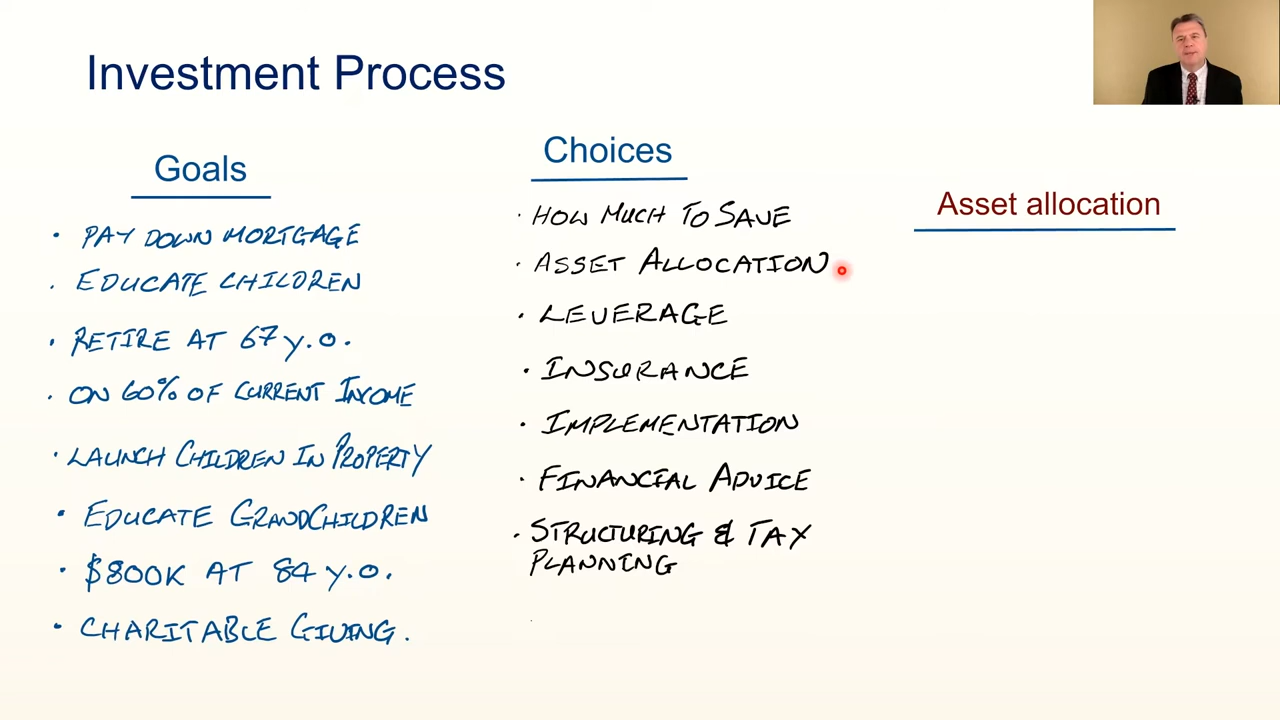 Investment Process
Goals
• PAY DOWN MORTGAGE
• EDUCATE CHILDREN
• RETIRE AT 67 y.o.
• ON 60% OF CURRENT INCOME
• LAUNCH CHILDREN IN PROPERTY
• EDUCATE GRANDCHILDREN
• $800K AT 84 y.o.
• CHARITABLE GIVING.
Choices
• HOW MUCH TO SAVE
• ASSET ALLOCATION
• LEVERAGE
• INSURANCE
• IMPLEMENTATION
• FINANCIAL ADVICE
• STRUCTURING & TAX
PLANNING
Asset allocation